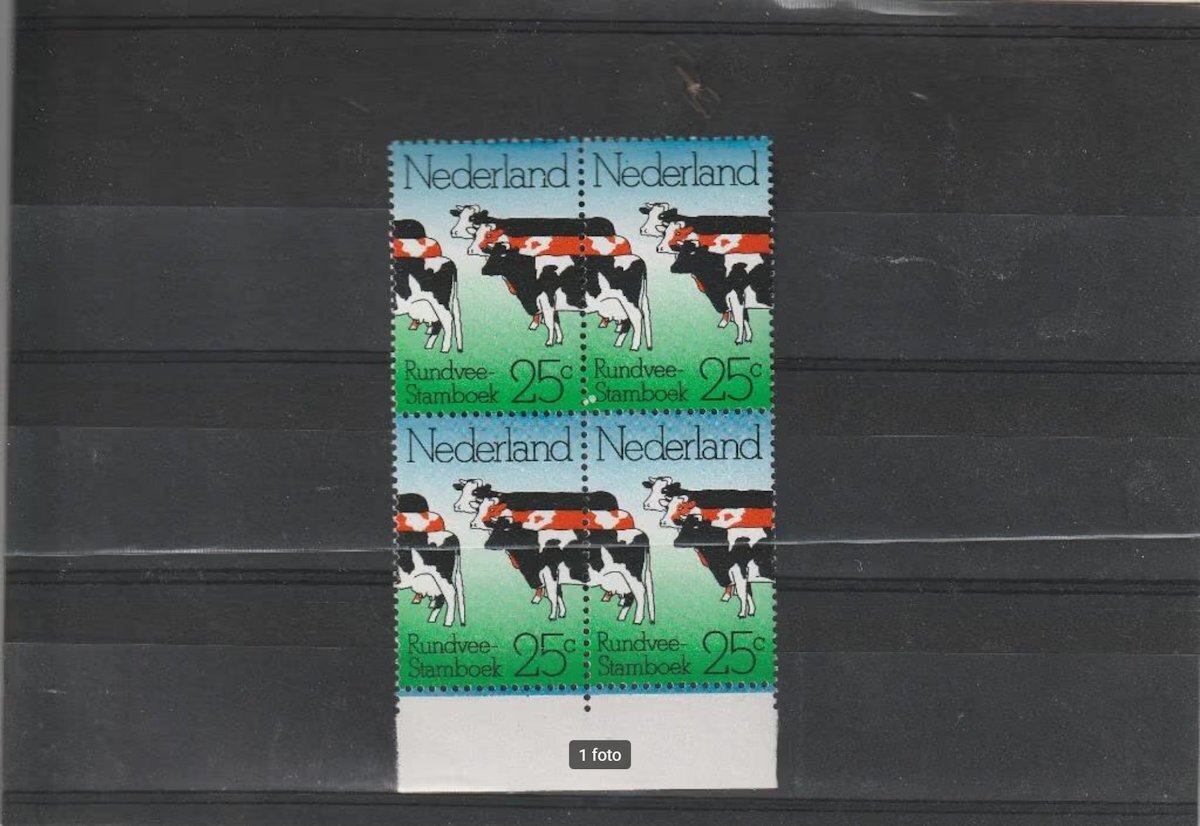 Nederland
Rundvee-
Stamboek 25c
Nederland
Rundvee-
Stamboek 25c
Nederland
Rundvee-
Stamboek 25c
Nederland
Rundvee-
Stamboek 25c
1 foto